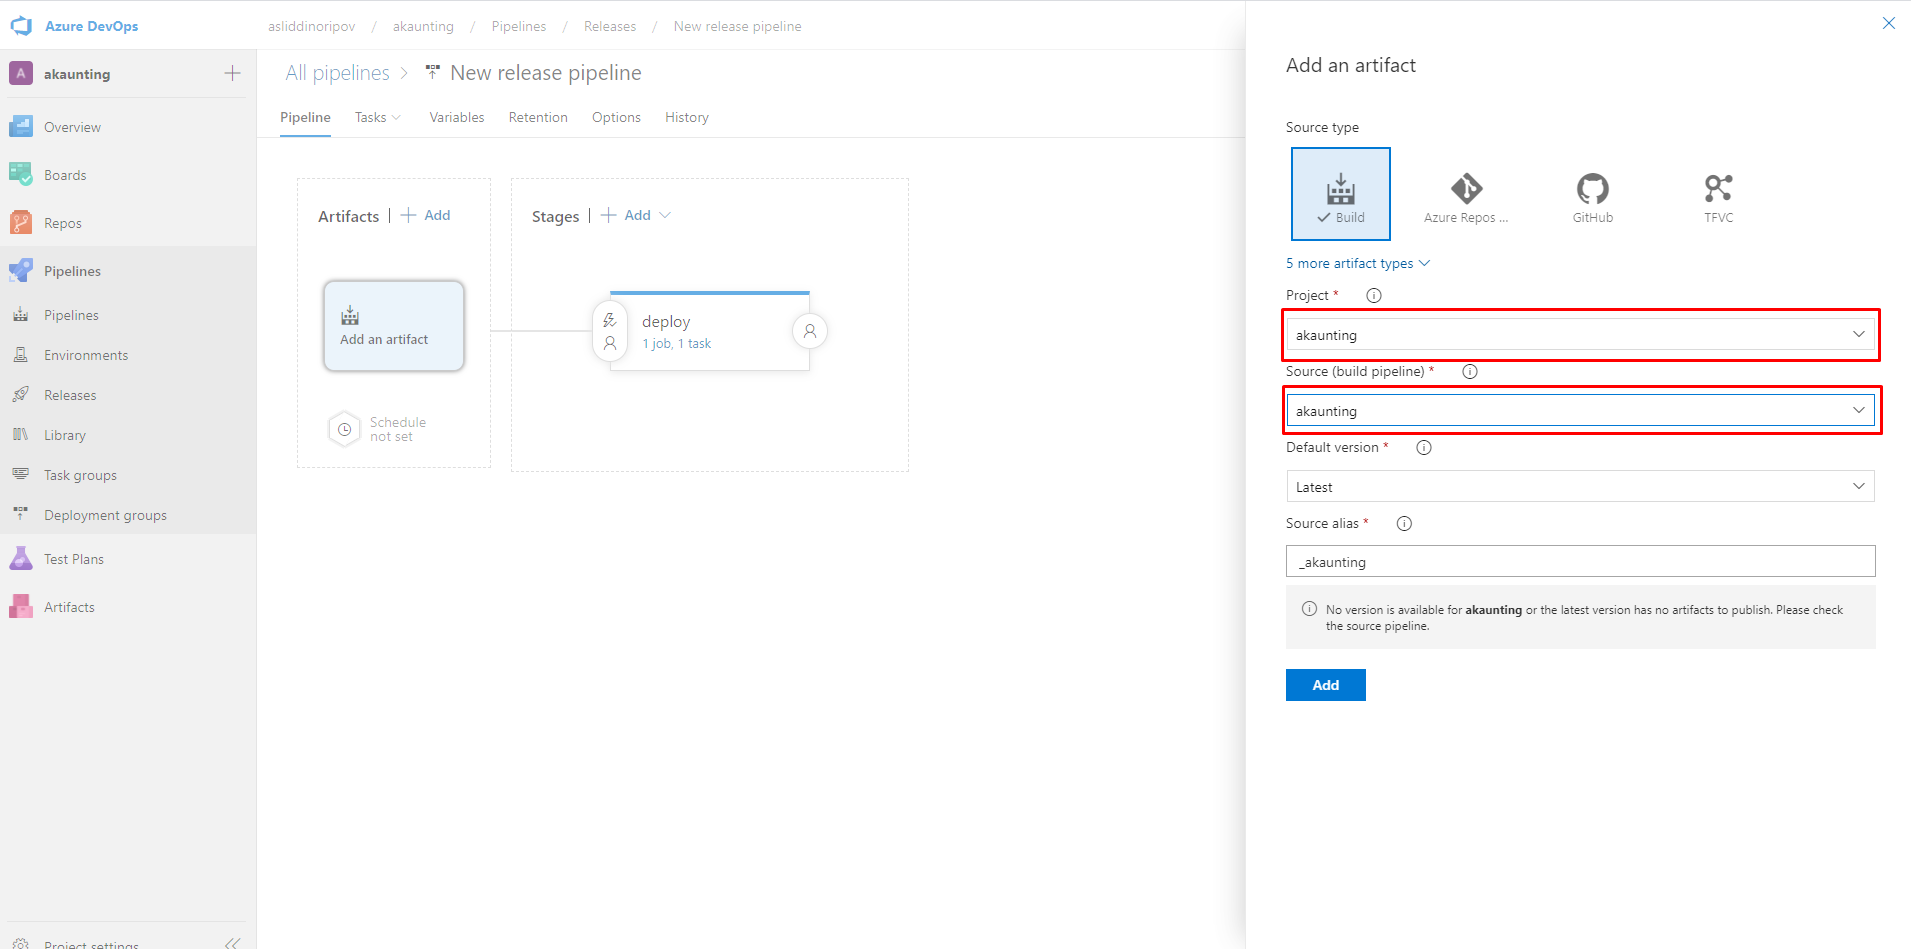 Azure DevOps
asliddinoripov / akaunting / Pipelines / Releases / New release pipeline
A akaunting
Overview
Boards
Repos
Pipelines
Pipelines
Environments
Releases
Library
Task groups
Deployment groups
Test Plans
Artifacts
Project settings
All pipelines > New release pipeline
Pipeline Tasks Variables Retention Options History
Artifacts | + Add
Add an artifact
Schedule
not set
Stages | + Add
deploy
1 job, 1 task
Add an artifact
Source type
Build
Azure Repos ...
GitHub
TFVC
5 more artifact types
Project *
akaunting
Source (build pipeline) *
akaunting
Default version *
Latest
Source alias *
_akaunting
No version is available for akaunting or the latest version has no artifacts to publish. Please check
the source pipeline.
Add